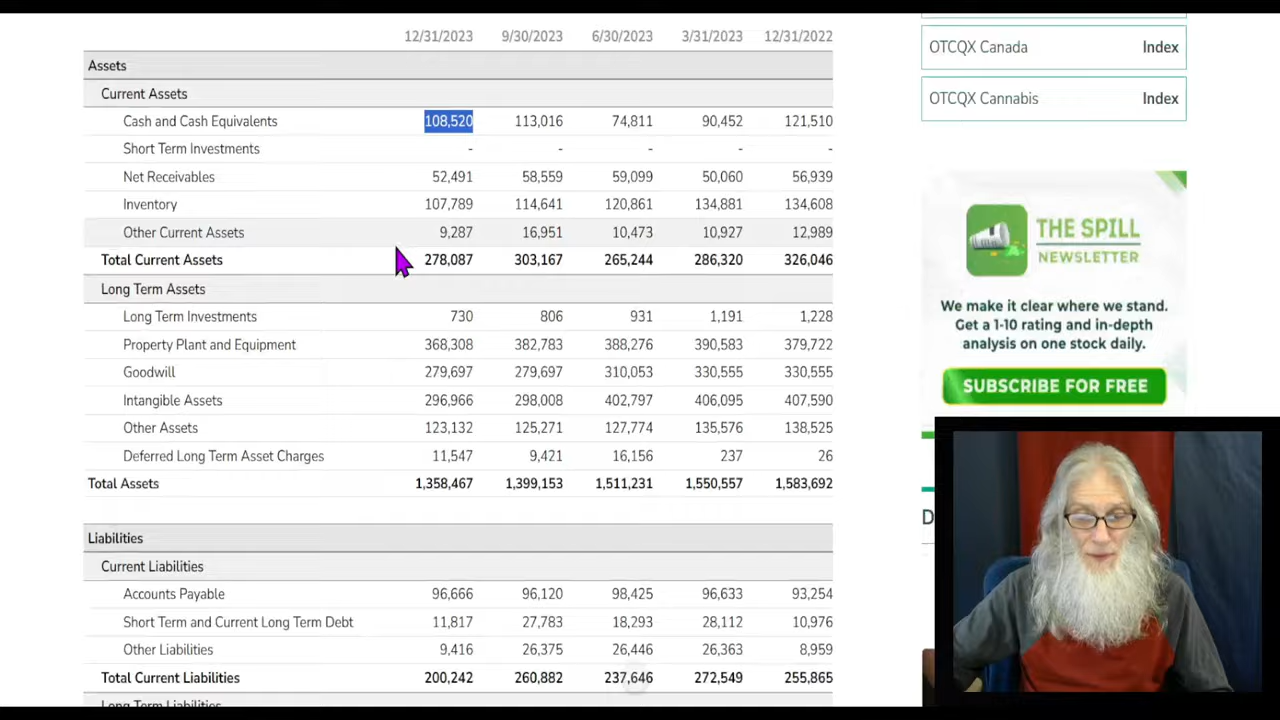 12/31/2023 9/30/2023 6/30/2023 3/31/2023 12/31/2022
Assets
Current Assets
Cash and Cash Equivalents 108,520 113,016 74,811 90,452 121,510
Short Term Investments - - - - -
Net Receivables 52,491 58,559 59,099 50,060 56,939
Inventory 107,789 114,641 120,861 134,881 134,608
Other Current Assets 9,287 16,951 10,473 10,927 12,989
Total Current Assets 278,087 303,167 265,244 286,320 326,046
Long Term Assets
Long Term Investments 730 806 931 1,191 1,228
Property Plant and Equipment 368,308 382,783 388,276 390,583 379,722
Goodwill 279,697 279,697 310,053 330,555 330,555
Intangible Assets 296,966 298,008 402,797 406,095 407,590
Other Assets 123,132 125,271 127,774 135,576 138,525
Deferred Long Term Asset Charges 11,547 9,421 16,156 237 26
Total Assets 1,358,467 1,399,153 1,511,231 1,550,557 1,583,692
Liabilities
Current Liabilities
Accounts Payable 96,666 96,120 98,425 96,633 93,254
Short Term and Current Long Term Debt 11,817 27,783 18,293 28,112 10,976
Other Liabilities 9,416 26,375 26,446 26,363 8,959
Total Current Liabilities 200,242 260,882 237,646 272,549 255,865
Long Term Liabilities
OTCQX Canada Index
OTCQX Cannabis Index
THE SPILL
NEWSLETTER
We make it clear where we stand.
Get a 1-10 rating and in-depth
analysis on one stock daily.
SUBSCRIBE FOR FREE
D